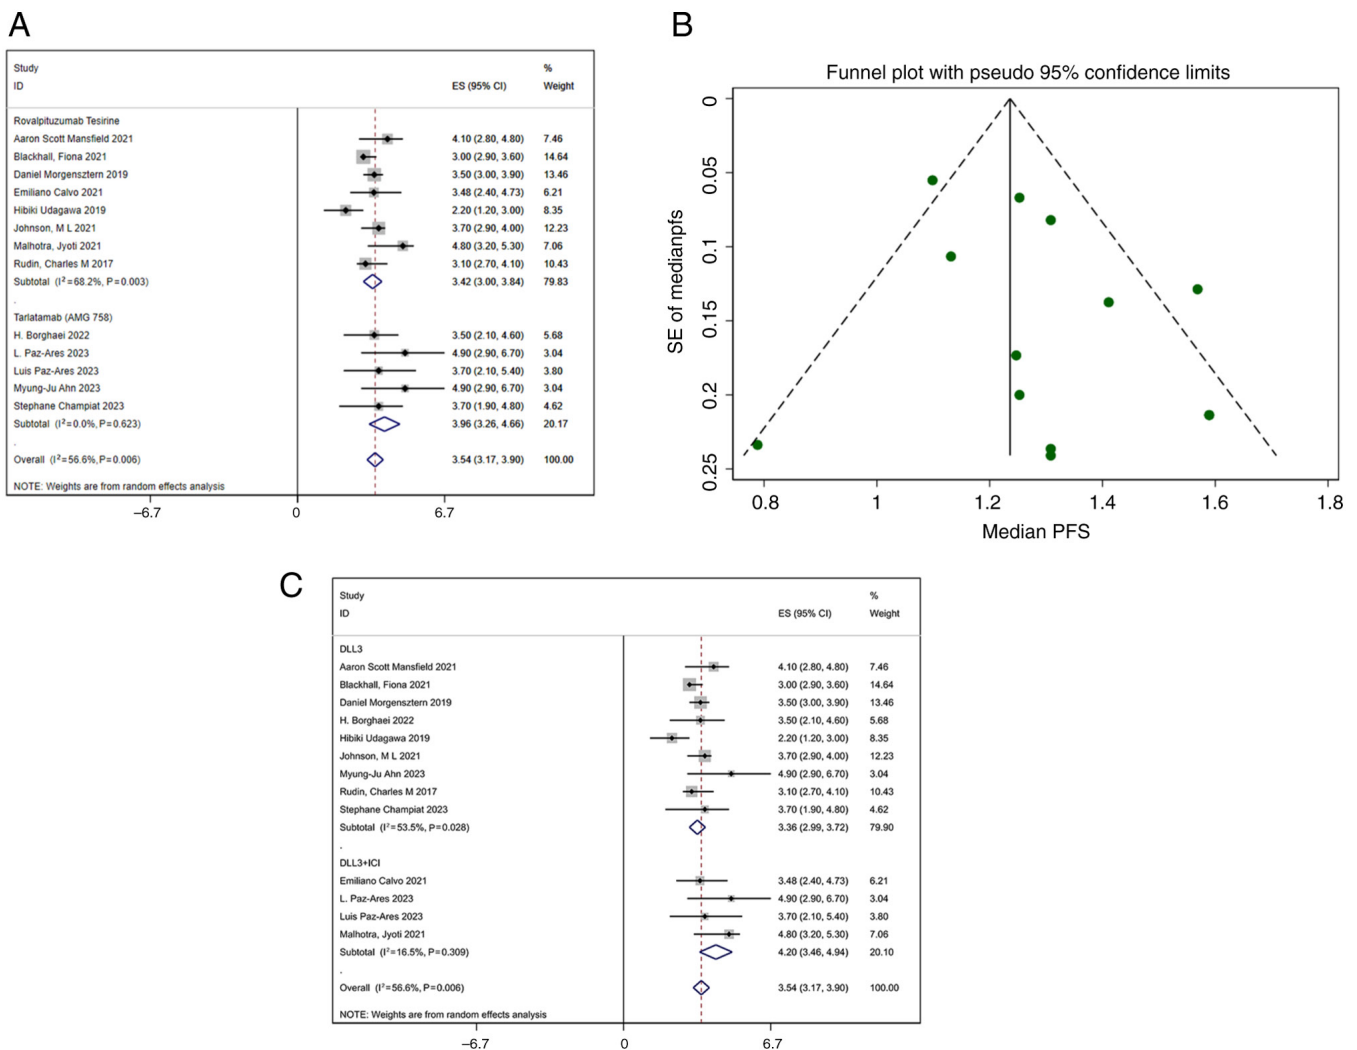 A
Study % 
ID ES (95% CI) Weight
Rovalpituzumab Tesirine
Aaron Scott Mansfield 2021 4.10 (2.80, 4.80) 7.46
Blackhall, Fiona 2021 3.00 (2.90, 3.60) 14.64
Daniel Morgensztern 2019 3.50 (3.00, 3.90) 13.46
Emiliano Calvo 2021 3.48 (2.40, 4.73) 6.21
Hibiki Udagawa 2019 2.20 (1.20, 3.00) 8.35
Johnson, M L 2021 3.70 (2.90, 4.00) 12.23
Malhotra, Jyoti 2021 4.80 (3.20, 5.30) 7.06
Rudin, Charles M 2017 3.10 (2.70, 4.10) 10.43
Subtotal (I²=68.2%, P=0.003) 3.42 (3.00, 3.84) 79.83
.
Tarlatamab (AMG 758)
H. Borghaei 2022 3.50 (2.10, 4.60) 5.68
L. Paz-Ares 2023 4.90 (2.90, 6.70) 3.04
Luis Paz-Ares 2023 3.70 (2.10, 5.40) 3.80
Myung-Ju Ahn 2023 4.90 (2.90, 6.70) 3.04
Stephane Champiat 2023 3.70 (1.90, 4.80) 4.62
Subtotal (I²=0.0%, P=0.623) 3.96 (3.26, 4.66) 20.17
.
Overall (I²=56.6%, P=0.006) 3.54 (3.17, 3.90) 100.00
NOTE: Weights are from random effects analysis
−6.7 0 6.7
B
Funnel plot with pseudo 95% confidence limits
SE of medianpfs
0
0.05
0.1
0.15
0.2
0.25
0.8 1 1.2 1.4 1.6 1.8
Median PFS
C
Study %
ID ES (95% CI) Weight
DLL3
Aaron Scott Mansfield 2021 4.10 (2.80, 4.80) 7.46
Blackhall, Fiona 2021 3.00 (2.90, 3.60) 14.64
Daniel Morgensztern 2019 3.50 (3.00, 3.90) 13.46
H. Borghaei 2022 3.50 (2.10, 4.60) 5.68
Hibiki Udagawa 2019 2.20 (1.20, 3.00) 8.35
Johnson, M L 2021 3.70 (2.90, 4.00) 12.23
Myung-Ju Ahn 2023 4.90 (2.90, 6.70) 3.04
Rudin, Charles M 2017 3.10 (2.70, 4.10) 10.43
Stephane Champiat 2023 3.70 (1.90, 4.80) 4.62
Subtotal (I²=53.5%, P=0.028) 3.36 (2.99, 3.72) 79.90
.
DLL3+ICI
Emiliano Calvo 2021 3.48 (2.40, 4.73) 6.21
L. Paz-Ares 2023 4.90 (2.90, 6.70) 3.04
Luis Paz-Ares 2023 3.70 (2.10, 5.40) 3.80
Malhotra, Jyoti 2021 4.80 (3.20, 5.30) 7.06
Subtotal (I²=16.5%, P=0.309) 4.20 (3.46, 4.94) 20.10
.
Overall (I²=56.6%, P=0.006) 3.54 (3.17, 3.90) 100.00
NOTE: Weights are from random effects analysis
−6.7 0 6.7